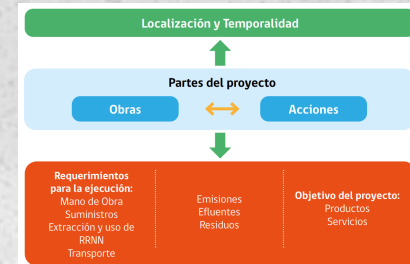 Localización y Temporalidad
Partes del proyecto
Obras
Acciones
Requerimientos
para la ejecución:
Mano de Obra
Suministros
Extracción y uso de
RRNN
Transporte
Emisiones
Efluentes
Residuos
Objetivo del proyecto:
Productos
Servicios